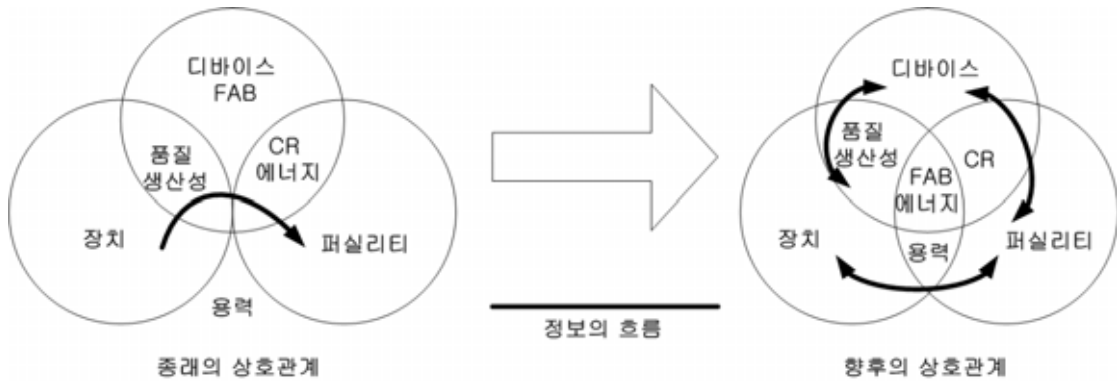 디바이스
FAB
품질
생산성
CR
에너지
장치
퍼실리티
용력
종래의 상호관계
정보의 흐름
디바이스
품질
생산성
CR
FAB
에너지
장치
퍼실리티
용력
향후의 상호관계